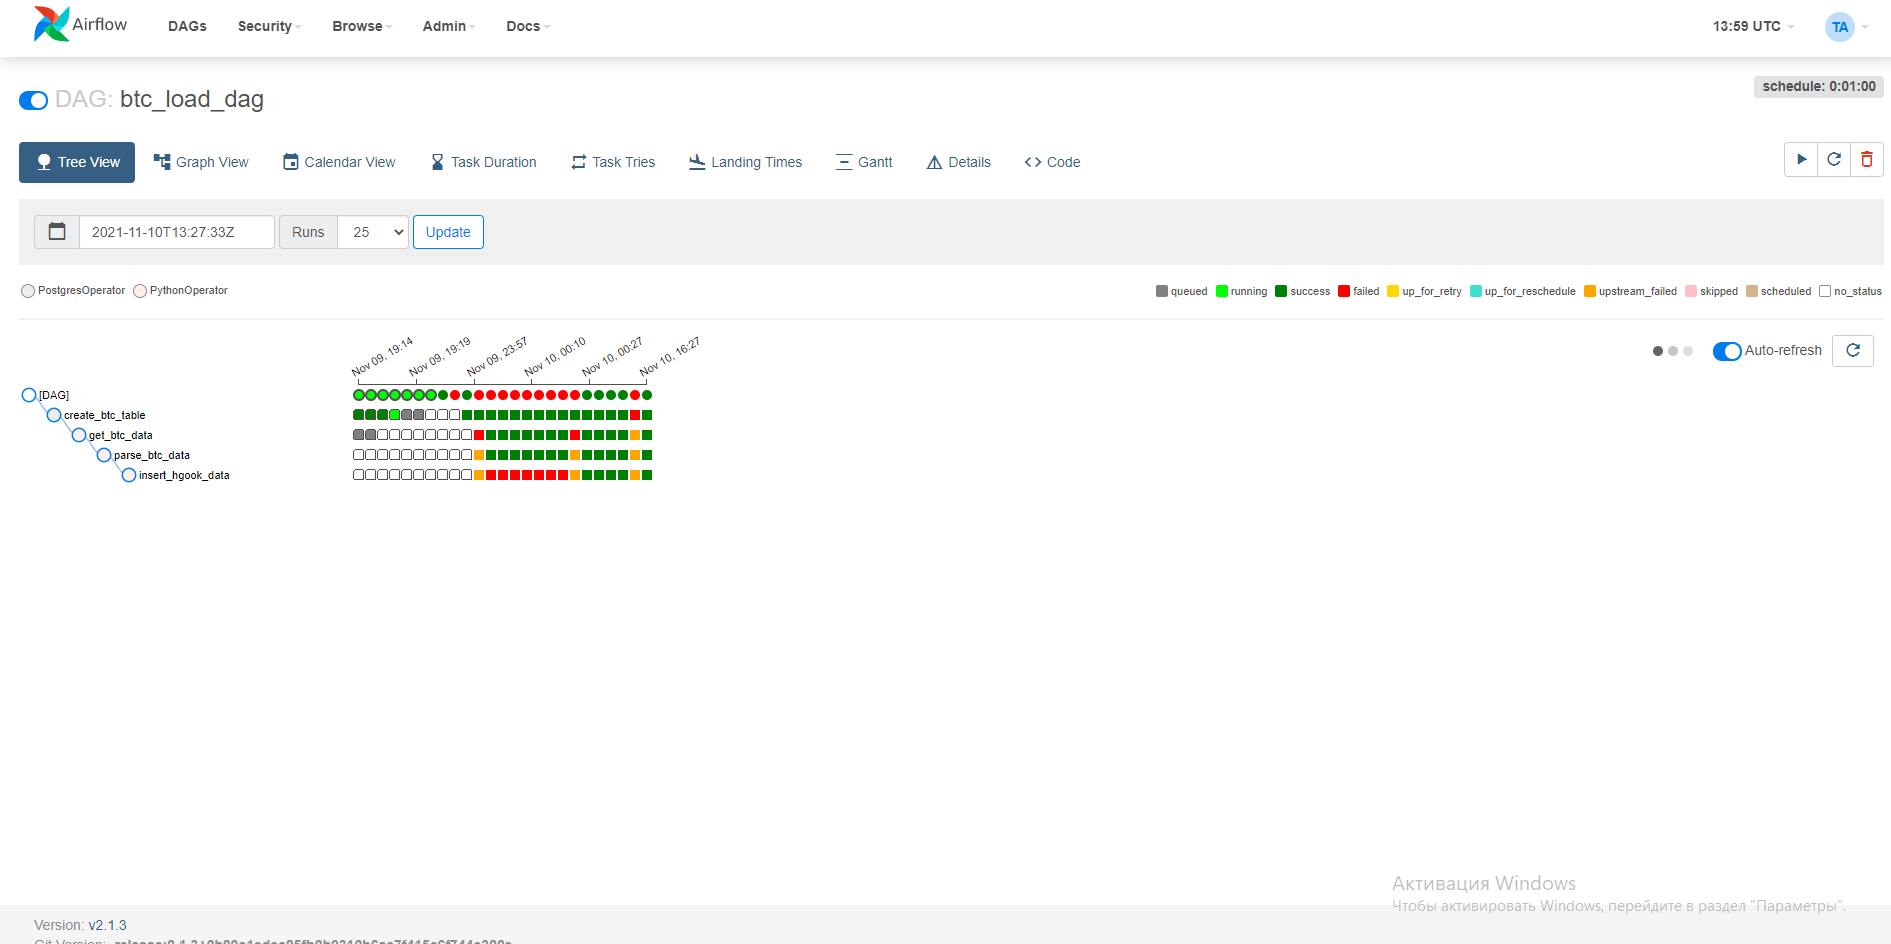 Airflow DAGs Security Browse Admin Docs 13:59 UTC TA
schedule: 0:01:00
DAG: btc_load_dag
Tree View Graph View Calendar View Task Duration Task Tries Landing Times Gantt Details Code
2021-11-10T13:27:33Z Runs 25 Update
PostgresOperator PythonOperator queued running success failed up_for_retry up_for_reschedule upstream_failed skipped scheduled no_status
Nov 09, 19:14 Nov 09, 19:19 Nov 09, 23:57 Nov 10, 00:10 Nov 10, 00:27 Nov 10, 16:27
Auto-refresh
[DAG]
create_btc_table
get_btc_data
parse_btc_data
insert_hgook_data
Активация Windows
Чтобы активировать Windows, перейдите в раздел "Параметры".
Version: v2.1.3
Git Version: